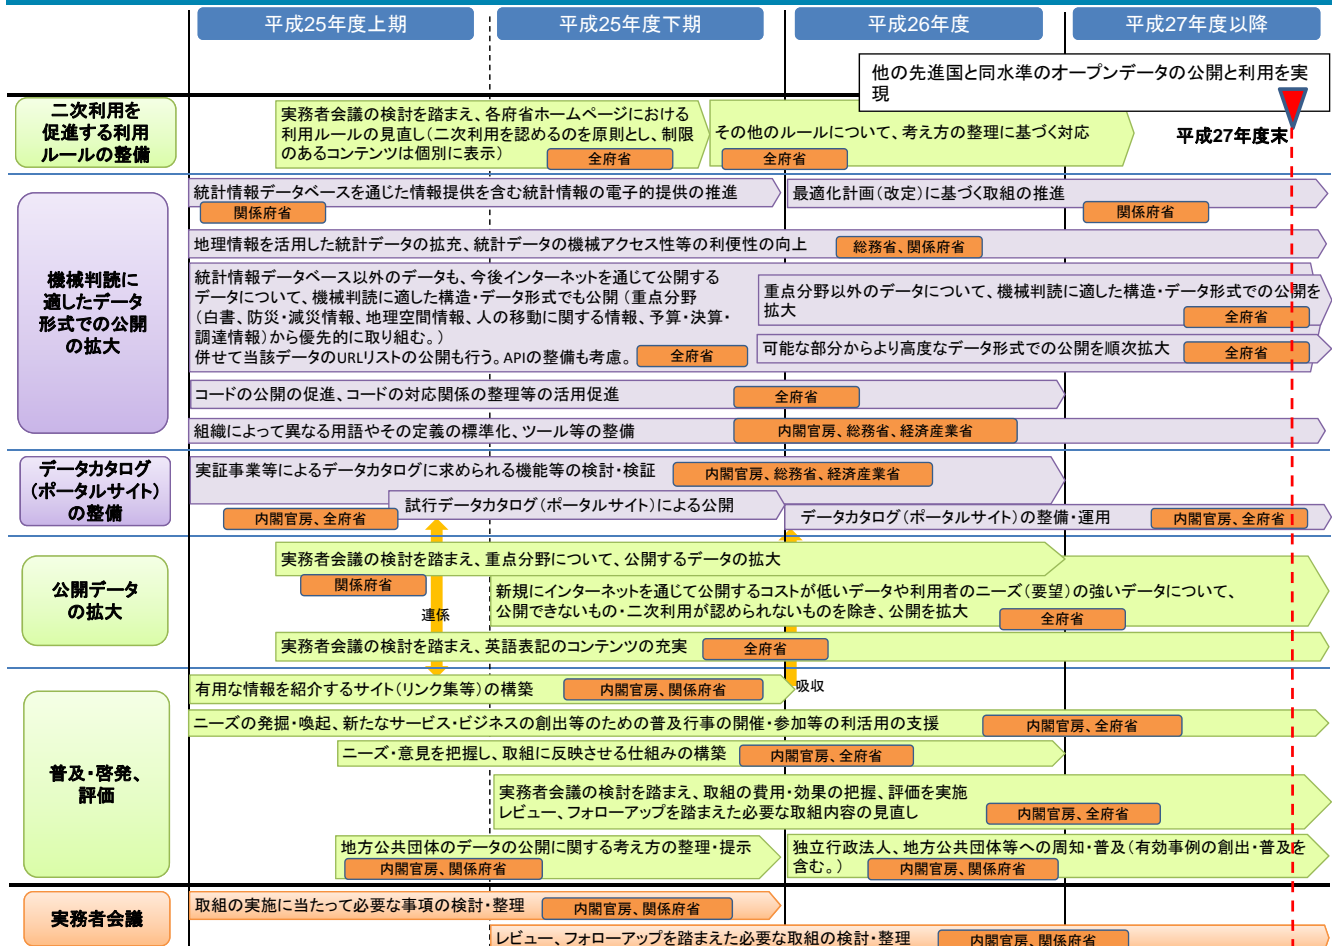 平成25年度上期
平成25年度下期
平成26年度
平成27年度以降
他の先進国と同水準のオープンデータの公開と利用を実
現
平成27年度末
二次利用を
促進する利用
ルールの整備
実務者会議の検討を踏まえ、各府省ホームページにおける
利用ルールの見直し（二次利用を認めるのを原則とし、制限
のあるコンテンツは個別に表示）
全府省
その他のルールについて、考え方の整理に基づく対応
全府省
機械判読に
適したデータ
形式での公開
の拡大
統計情報データベースを通じた情報提供を含む統計情報の電子的提供の推進
関係府省
最適化計画（改定）に基づく取組の推進
関係府省
地理情報を活用した統計データの拡充、統計データの機械アクセス性等の利便性の向上
総務省、関係府省
統計情報データベース以外のデータも、今後インターネットを通じて公開する
データについて、機械判読に適した構造・データ形式でも公開（重点分野
（白書、防災・減災情報、地理空間情報、人の移動に関する情報、予算・決算・
調達情報）から優先的に取り組む。）
併せて当該データのURLリストの公開も行う。APIの整備も考慮。
全府省
重点分野以外のデータについて、機械判読に適した構造・データ形式での公開を
拡大
全府省
可能な部分からより高度なデータ形式での公開を順次拡大
全府省
コードの公開の促進、コードの対応関係の整理等の活用促進
全府省
組織によって異なる用語やその定義の標準化、ツール等の整備
内閣官房、総務省、経済産業省
データカタログ
（ポータルサイト）
の整備
実証事業等によるデータカタログに求められる機能等の検討・検証
内閣官房、総務省、経済産業省
試行データカタログ（ポータルサイト）による公開
内閣官房、全府省
データカタログ（ポータルサイト）の整備・運用
内閣官房、全府省
公開データ
の拡大
実務者会議の検討を踏まえ、重点分野について、公開するデータの拡大
関係府省
連係
新規にインターネットを通じて公開するコストが低いデータや利用者のニーズ（要望）の強いデータについて、
公開できないもの・二次利用が認められないものを除き、公開を拡大
全府省
実務者会議の検討を踏まえ、英語表記のコンテンツの充実
全府省
普及・啓発、
評価
有用な情報を紹介するサイト（リンク集等）の構築
内閣官房、関係府省
吸収
ニーズの発掘・喚起、新たなサービス・ビジネスの創出等のための普及行事の開催・参加等の利活用の支援
内閣官房、全府省
ニーズ・意見を把握し、取組に反映させる仕組みの構築
内閣官房、全府省
実務者会議の検討を踏まえ、取組の費用・効果の把握、評価を実施
レビュー、フォローアップを踏まえた必要な取組内容の見直し
内閣官房、全府省
地方公共団体のデータの公開に関する考え方の整理・提示
内閣官房、関係府省
独立行政法人、地方公共団体等への周知・普及（有効事例の創出・普及を
含む。）
内閣官房、関係府省
実務者会議
取組の実施に当たって必要な事項の検討・整理
内閣官房、関係府省
レビュー、フォローアップを踏まえた必要な取組の検討・整理
内閣官房、関係府省